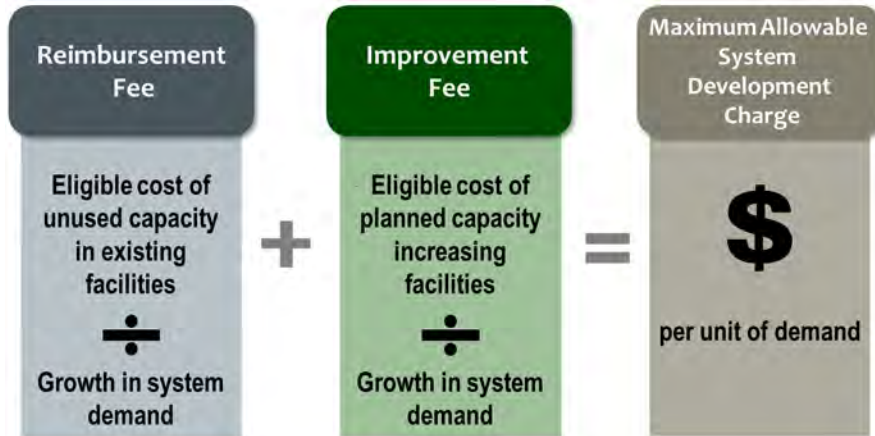 Reimbursement
Fee
Eligible cost of
unused capacity
in existing
facilities
÷
Growth in system
demand
+
Improvement
Fee
Eligible cost of
planned capacity
increasing
facilities
÷
Growth in system
demand
=
Maximum Allowable
System
Development
Charge
$
per unit of demand